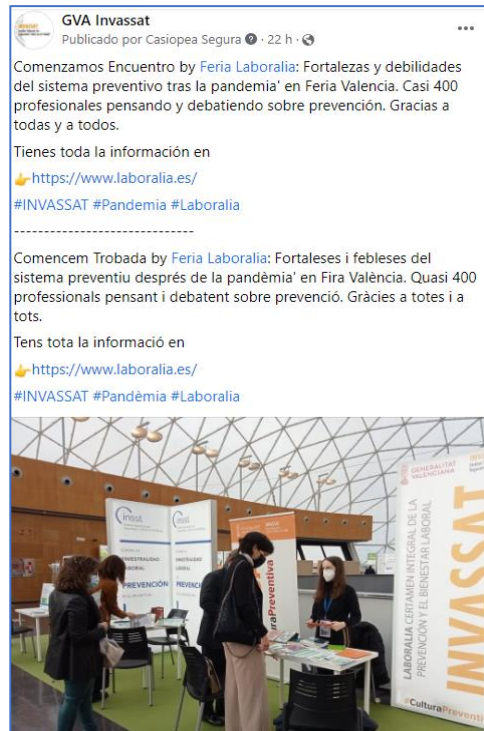 GVA Invassat
Publicado por Casiopea Segura · 22 h ·
Comenzamos Encuentro by Feria Laboralia: Fortalezas y debilidades
del sistema preventivo tras la pandemia' en Feria Valencia. Casi 400
profesionales pensando y debatiendo sobre prevención. Gracias a
todas y a todos.
Tienes toda la información en
👉https://www.laboralia.es/
#INVASSAT #Pandemia #Laboralia
------------------------------
Comencem Trobada by Feria Laboralia: Fortaleses i febleses del
sistema preventiu després de la pandèmia' en Fira València. Quasi 400
professionals pensant i debatent sobre prevenció. Gràcies a totes i a
tots.
Tens tota la informació en
👉https://www.laboralia.es/
#INVASSAT #Pandèmia #Laboralia
insst
insst
SINIESTRALIDAD
LABORAL
PREVENCIÓN
PREVENC
CulturaPreventiva
GENERALITAT
VALENCIANA
LABORALIA CERTAMEN INTEGRAL DE LA
PREVENCIÓN Y EL BIENESTAR LABORAL
INVASSAT
#CulturaPreventi